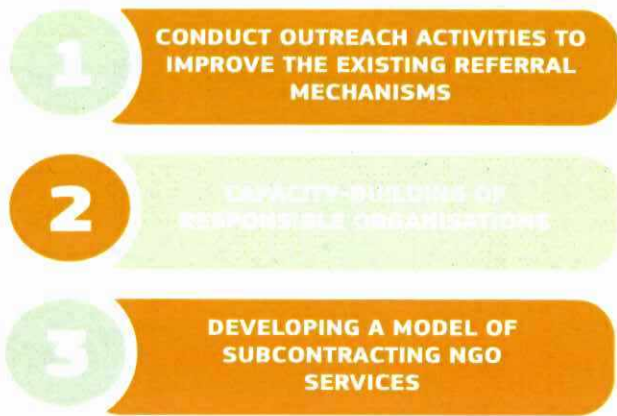 1
CONDUCT OUTREACH ACTIVITIES TO
IMPROVE THE EXISTING REFERRAL
MECHANISMS
2
CAPACITY-BUILDING OF
RESPONSIBLE ORGANISATIONS
3
DEVELOPING A MODEL OF
SUBCONTRACTING NGO
SERVICES